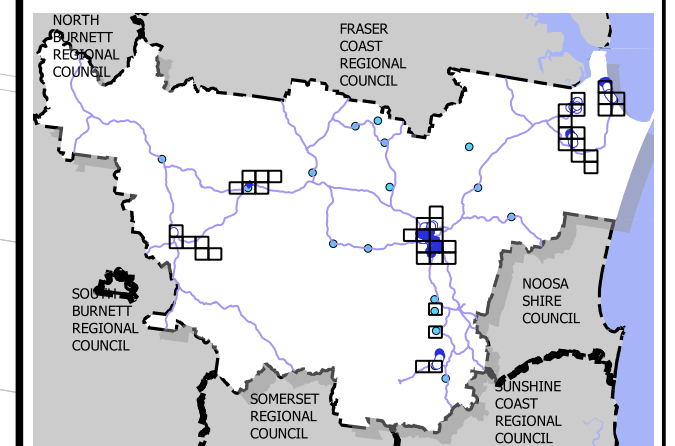 NORTH
BURNETT
REGIONAL
COUNCIL
FRASER
COAST
REGIONAL
COUNCIL
NOOSA
SHIRE
COUNCIL
SOUTH
BURNETT
REGIONAL
COUNCIL
SOMERSET
REGIONAL
COUNCIL
SUNSHINE
COAST
REGIONAL
COUNCIL